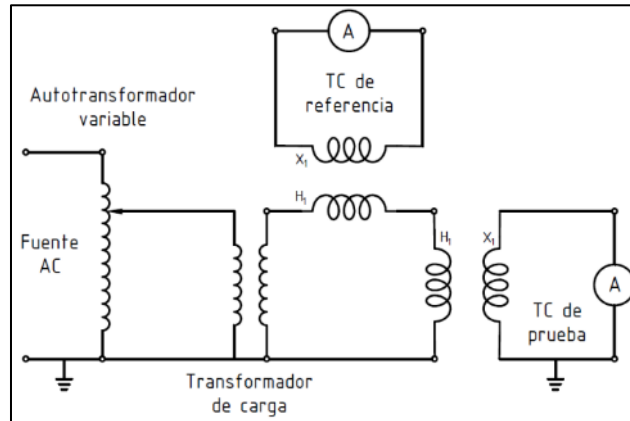 A
TC de
referencia
X₁
Autotransformador
variable
H₁
Fuente
AC
H₁
X₁
A
TC de
prueba
Transformador
de carga